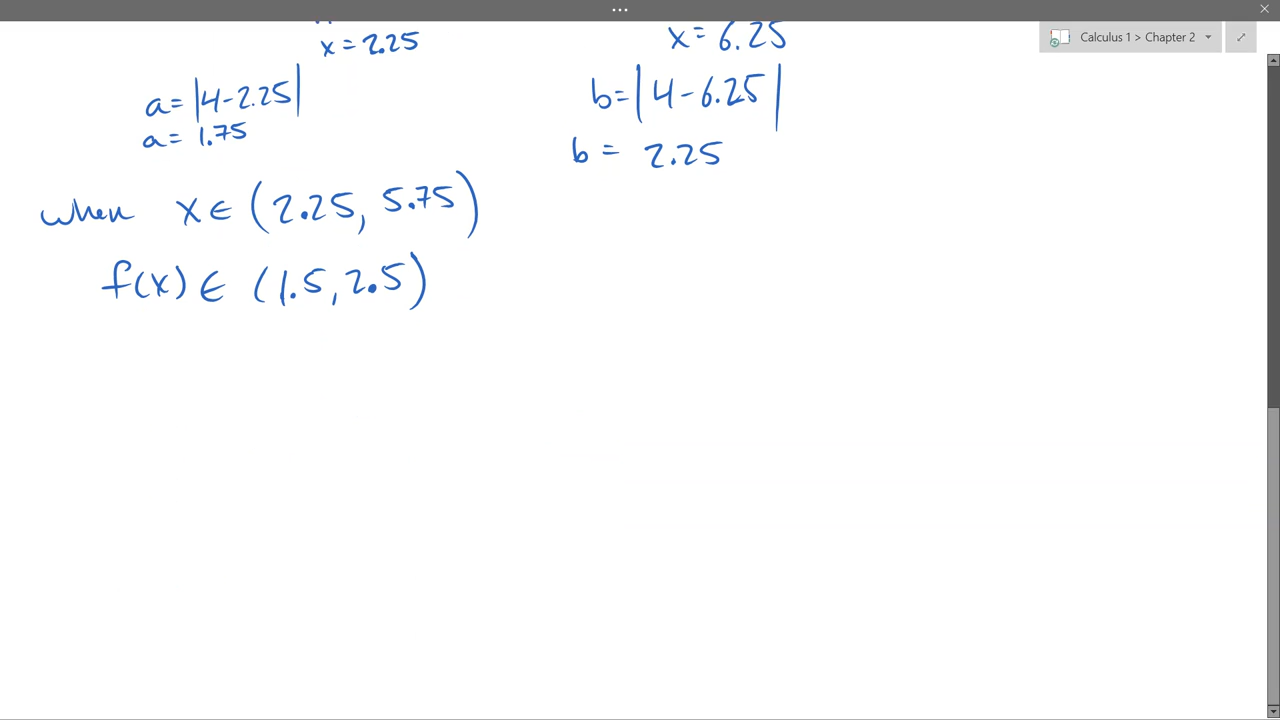 ...
Calculus 1 > Chapter 2
x = 2.25
a = |4 - 2.25|
a = 1.75
x = 6.25
b = |4 - 6.25|
b = 2.25
when x ∈ (2.25, 5.75)
f(x) ∈ (1.5, 2.5)